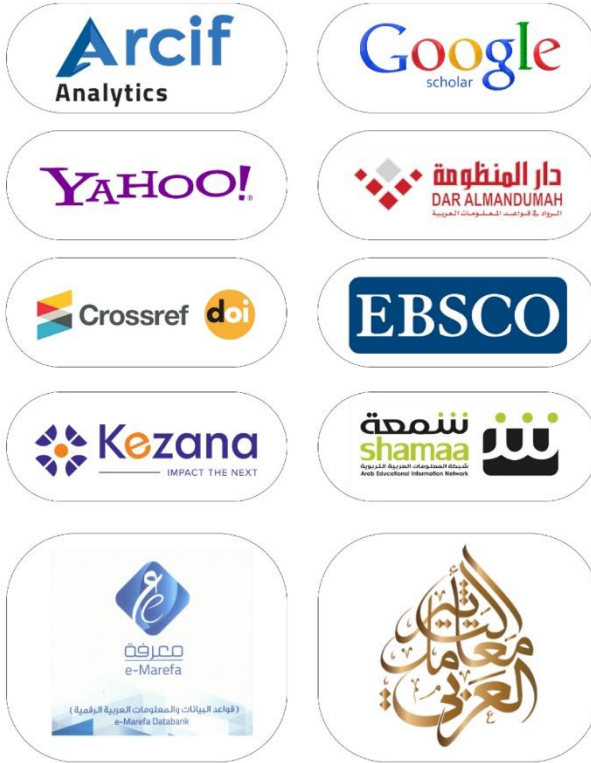 Arcif
Analytics
Google
scholar
YAHOO!
دار المنظومة
DAR ALMANDUMAH
الرواد في قواعد المعلومات العربية
Crossref doi
EBSCO
Kezana
IMPACT THE NEXT
شمعة
shamaa
شبكة المعلومات العربية التربوية
Arab Educational Information Network
معرفة
e-Marefa
(قواعد البيانات والمعلومات العربية الرقمية)
e-Marefa Databank
معامل التأثير العربي